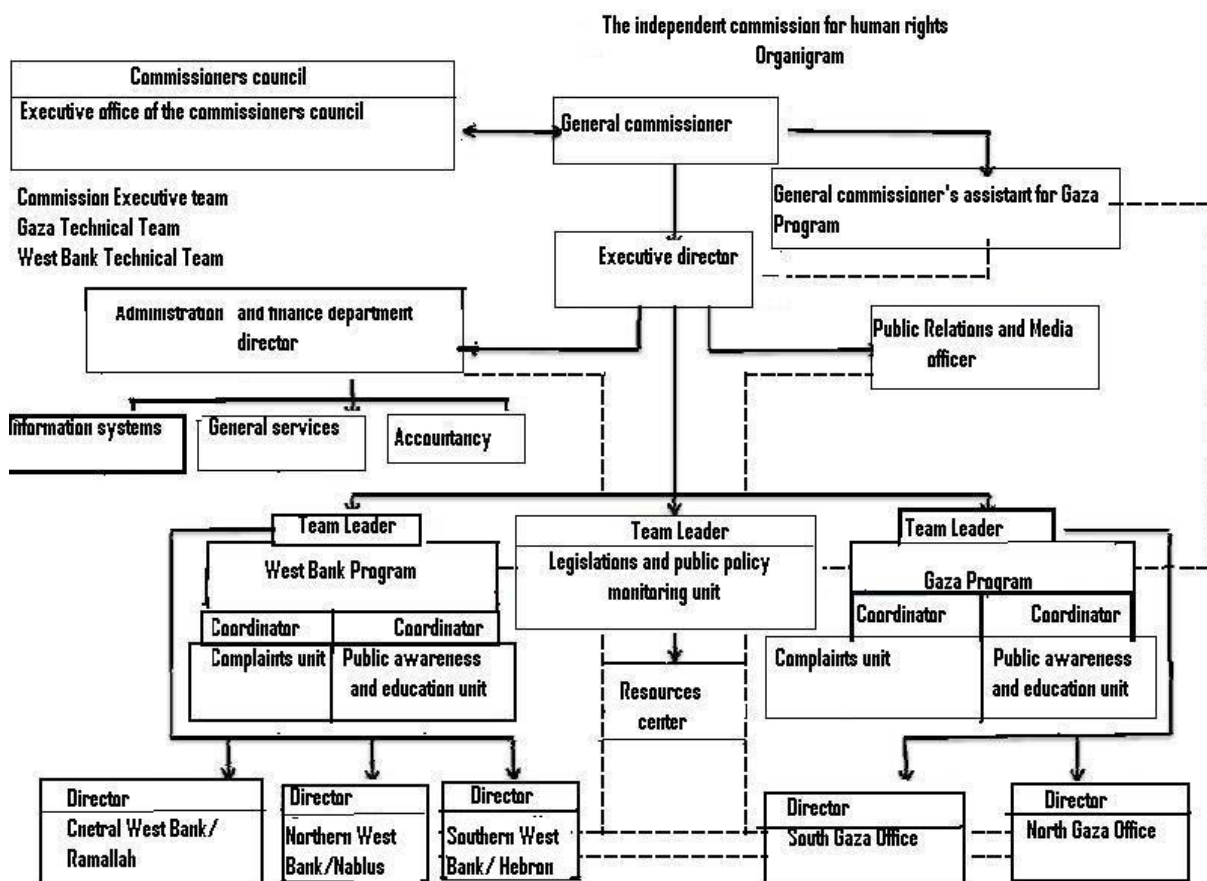 The independent commission for human rights
Organigram
Commissioners council
Executive office of the commissioners council
General commissioner
General commissioner's assistant for Gaza
Program
Commission Executive team
Gaza Technical Team
West Bank Technical Team
Executive director
Administration and finance department
director
Public Relations and Media
officer
Information systems
General services
Accountancy
Team Leader
West Bank Program
Coordinator
Coordinator
Complaints unit
Public awareness
and education unit
Team Leader
Legislations and public policy
monitoring unit
Resources
center
Team Leader
Gaza Program
Coordinator
Coordinator
Complaints unit
Public awareness
and education unit
Director
Cnetral West Bank/
Ramallah
Director
Northern West
Bank/Nablus
Director
Southern West
Bank/ Hebron
Director
South Gaza Office
Director
North Gaza Office